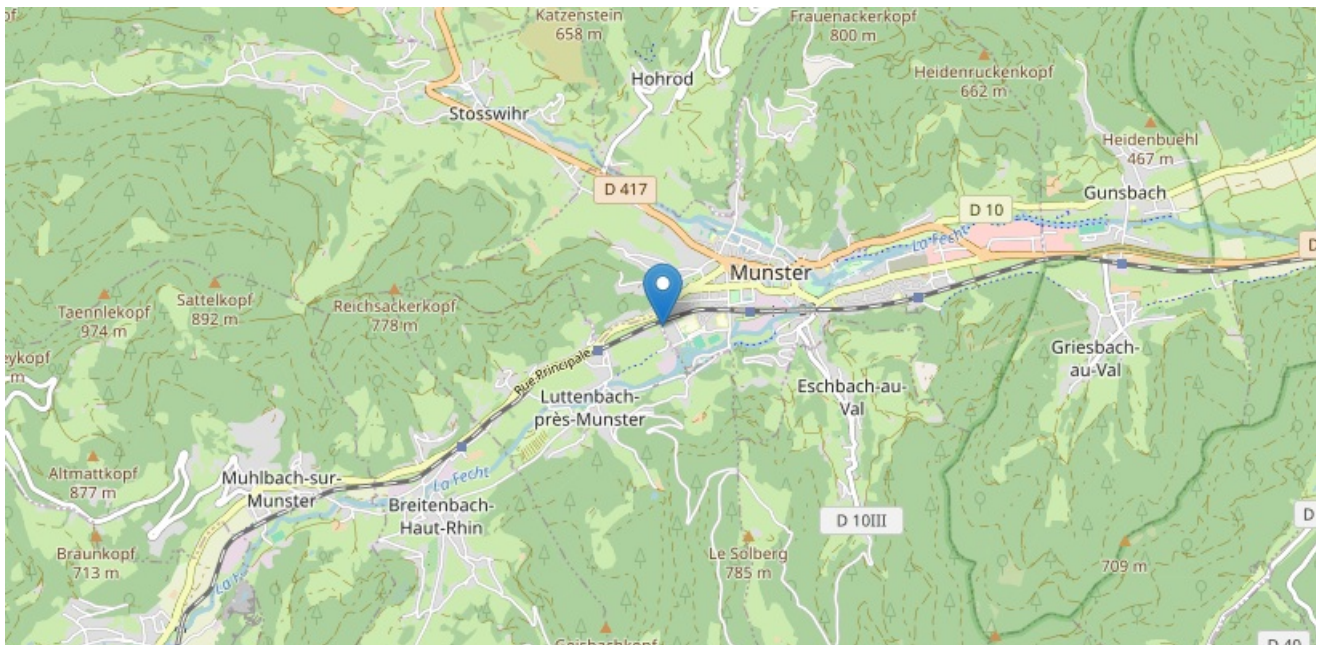 Katzenstein
658 m
Frauenackerkopf
800 m
Hohrod
Heidenruckenkopf
662 m
Stosswihr
Heidenbuehl
467 m
D 417
Gunsbach
D 10
La Fecht
Munster
D
Taennlekopf
974 m
Sattelkopf
892 m
Reichsackerkopf
778 m
eykopf
m
Rue Principale
Griesbach-
au-Val
Luttenbach-
près-Munster
Eschbach-au-
Val
Altmattkopf
877 m
Muhlbach-sur-
Munster
La Fecht
Breitenbach-
Haut-Rhin
D 10III
D
Braunkopf
713 m
Le Solberg
785 m
709 m
La F